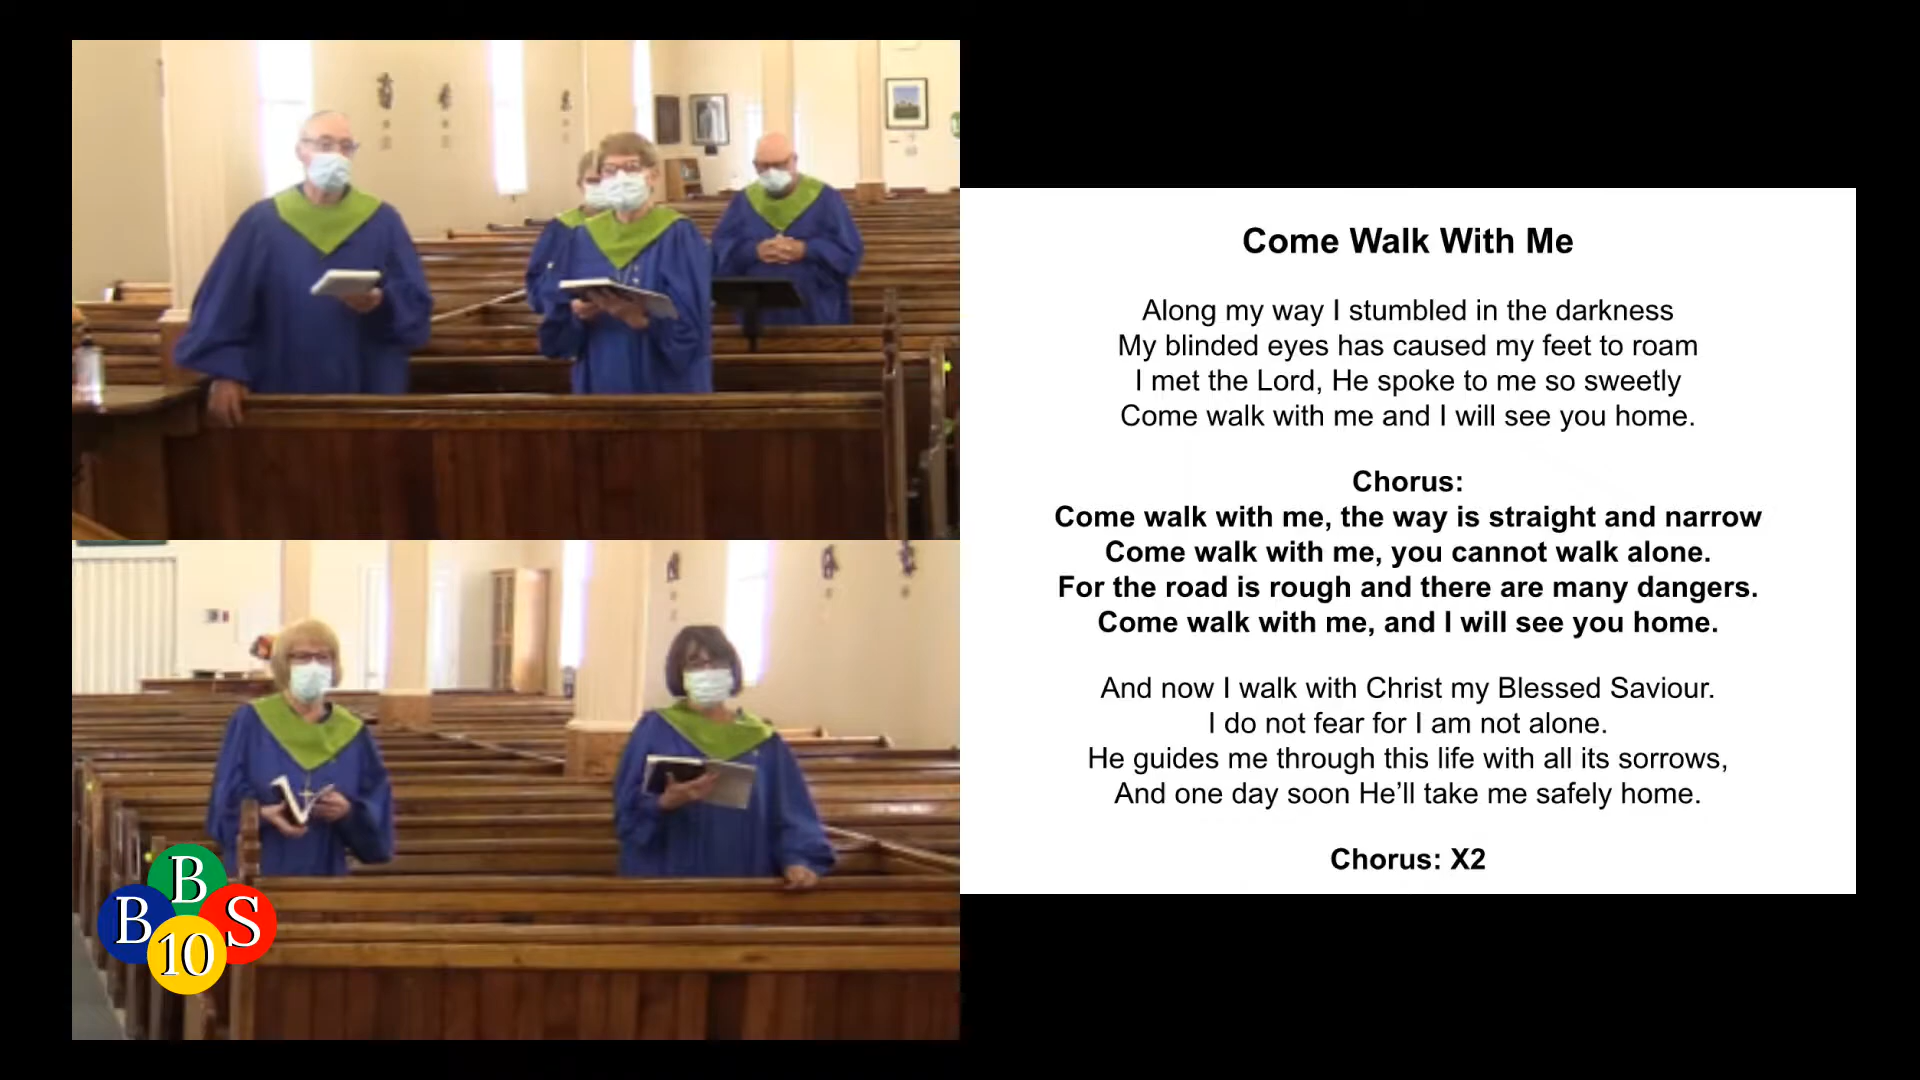 Come Walk With Me
Along my way I stumbled in the darkness
My blinded eyes has caused my feet to roam
I met the Lord, He spoke to me so sweetly
Come walk with me and I will see you home.
Chorus:
Come walk with me, the way is straight and narrow
Come walk with me, you cannot walk alone.
For the road is rough and there are many dangers.
Come walk with me, and I will see you home.
And now I walk with Christ my Blessed Saviour.
I do not fear for I am not alone.
He guides me through this life with all its sorrows,
And one day soon He’ll take me safely home.
Chorus: X2
B
B S
10